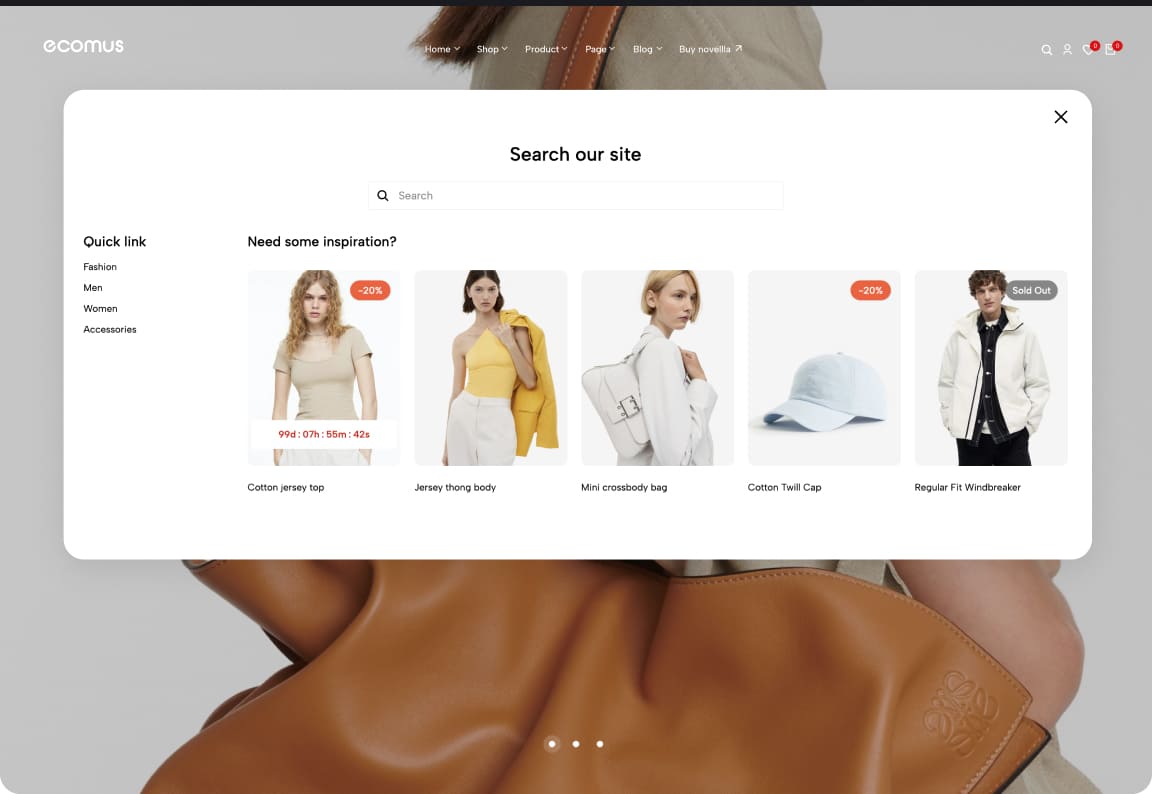 ecomus
Home Shop Product Page Blog Buy novellla
0 0
Search our site
Search
Quick link
Fashion
Men
Women
Accessories
Need some inspiration?
-20%
99d : 07h : 55m : 42s
Cotton jersey top
Jersey thong body
Mini crossbody bag
-20%
Cotton Twill Cap
Sold Out
Regular Fit Windbreaker